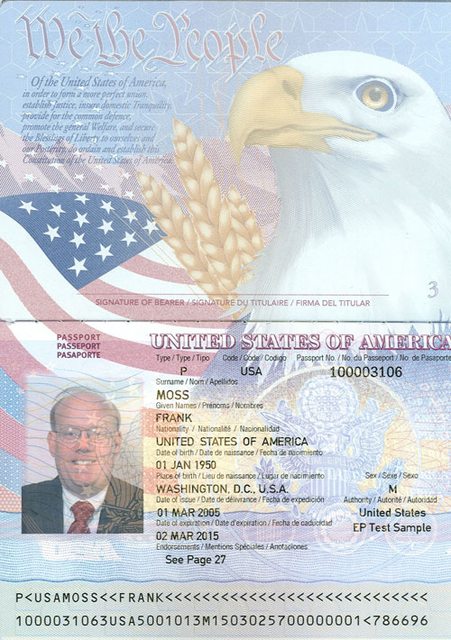 We the People
Of the United States of America,
in order to form a more perfect union,
establish justice, insure domestic Tranquility,
provide for the common defence,
promote the general Welfare, and secure
the Blessings of Liberty to ourselves and
our Posterity, do ordain and establish this
Constitution of the United States of America.
3
SIGNATURE OF BEARER / SIGNATURE DU TITULAIRE / FIRMA DEL TITULAR
PASSPORT
PASSEPORT
PASAPORTE
UNITED STATES OF AMERICA
Type / Type / Tipo Code / Code / Codigo Passport No. / No. du Passeport / No. de Pasaporte
P USA 100003106
Surname / Nom / Apellidos
MOSS
Given Names / Prénoms / Nombres
FRANK
Nationality / Nationalité / Nacionalidad
UNITED STATES OF AMERICA
Date of birth / Date de naissance / Fecha de nacimiento
01 JAN 1950
Place of birth / Lieu de naissance / Lugar de nacimiento Sex / Sexe / Sexo
WASHINGTON, D.C., U.S.A. M
Date of issue / Date de délivrance / Fecha de expedición Authority / Autorité / Autoridad
01 MAR 2005 United States
Date of expiration / Date d'expiration / Fecha de caducidad EP Test Sample
02 MAR 2015
Endorsements / Mentions Spéciales / Anotaciones
See Page 27
USA
P<USAMOSS<<FRANK<<<<<<<<<<<<<<<<<<<<<<<<<<<<
1000031063USA5001013M1503025700000001<786696